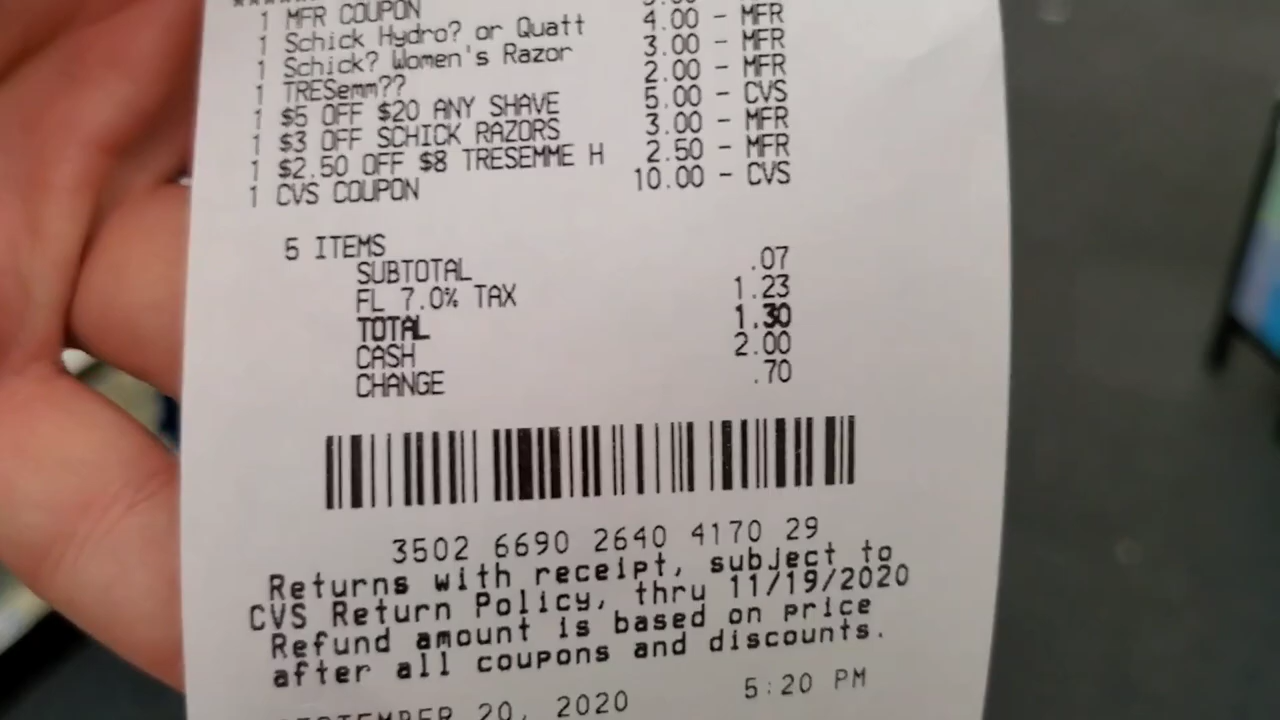 1 MFR COUPON
1 Schick Hydro? or Quatt 4.00 - MFR
1 Schick? Women's Razor 3.00 - MFR
1 TRESemm?? 2.00 - MFR
1 $5 OFF $20 ANY SHAVE 5.00 - CVS
1 $3 OFF SCHICK RAZORS 3.00 - MFR
1 $2.50 OFF $8 TRESEMME H 2.50 - MFR
1 CVS COUPON 10.00 - CVS
5 ITEMS
SUBTOTAL .07
FL 7.0% TAX 1.23
TOTAL 1.30
CASH 2.00
CHANGE .70
3502 6690 2640 4170 29
Returns with receipt, subject to
CVS Return Policy, thru 11/19/2020
Refund amount is based on price
after all coupons and discounts.
SEPTEMBER 20, 2020 5:20 PM